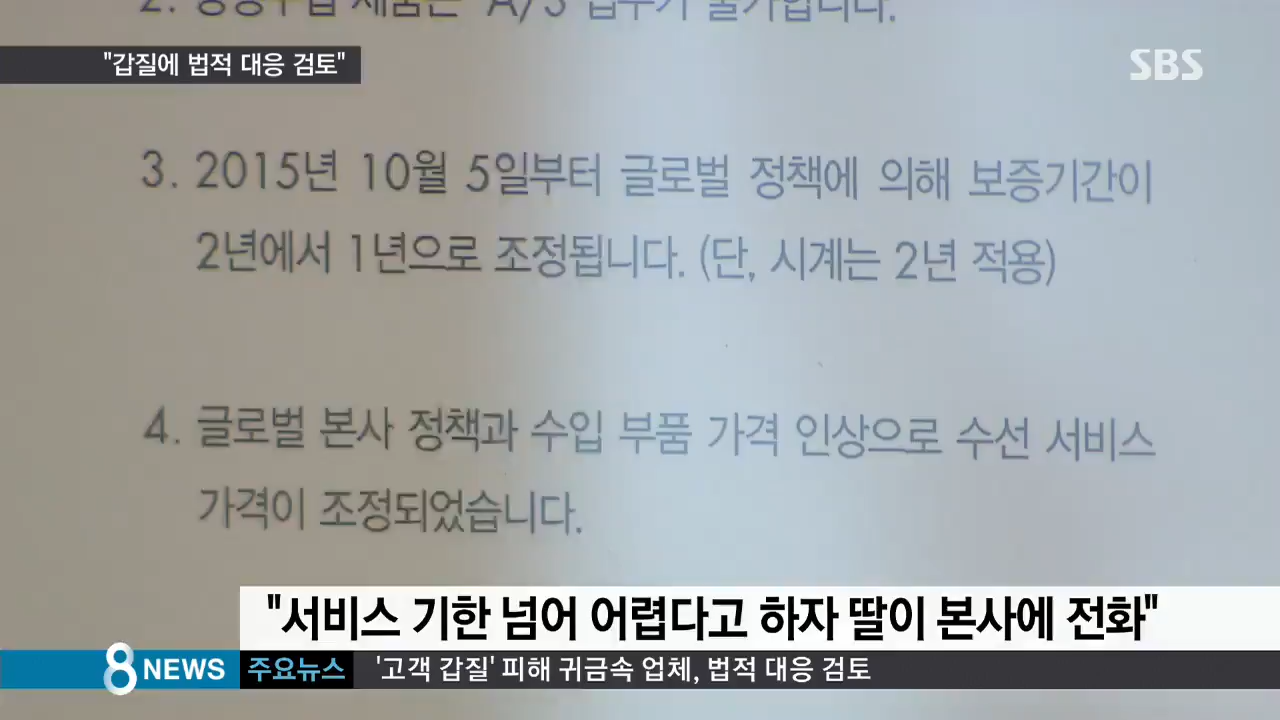 "갑질에 법적 대응 검토"
SBS
3. 2015년 10월 5일부터 글로벌 정책에 의해 보증기간이
2년에서 1년으로 조정됩니다. (단, 시계는 2년 적용)
4. 글로벌 본사 정책과 수입 부품 가격 인상으로 수선 서비스
가격이 조정되었습니다.
"서비스 기한 넘어 어렵다고 하자 딸이 본사에 전화"
8 NEWS 주요뉴스 '고객 갑질' 피해 귀금속 업체, 법적 대응 검토